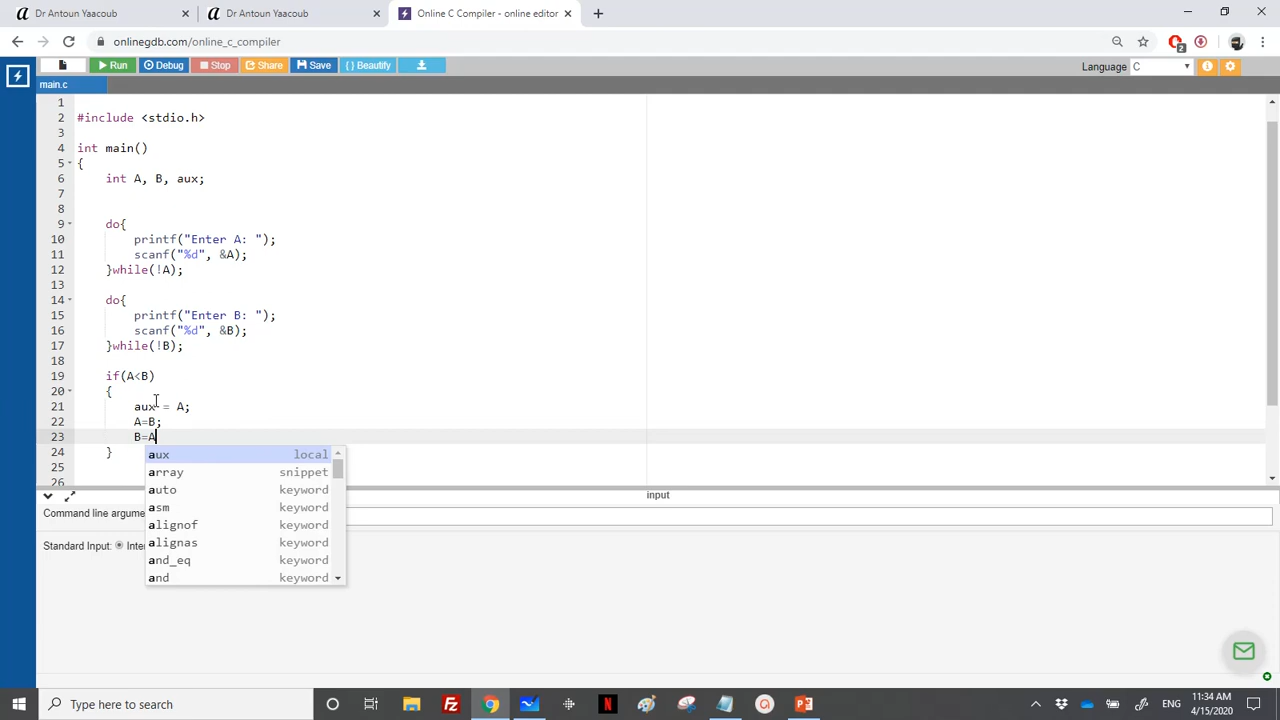 Dr Antoun Yaacoub
Dr Antoun Yaacoub
Online C Compiler - online editor
onlinegdb.com/online_c_compiler
2
Run
Debug
Stop
Share
Save
{ } Beautify
Language C
main.c
1
2 #include <stdio.h>
3
4 int main()
5 {
6 int A, B, aux;
7
8
9 do{
10 printf("Enter A: ");
11 scanf("%d", &A);
12 }while(!A);
13
14 do{
15 printf("Enter B: ");
16 scanf("%d", &B);
17 }while(!B);
18
19 if(A<B)
20 {
21 aux = A;
22 A=B;
23 B=A
24 }
25
26
aux local
array snippet
auto keyword
asm keyword
alignof keyword
alignas keyword
and_eq keyword
and keyword
input
Command line argume
Standard Input: Inte
Type here to search
ENG
11:34 AM
4/15/2020